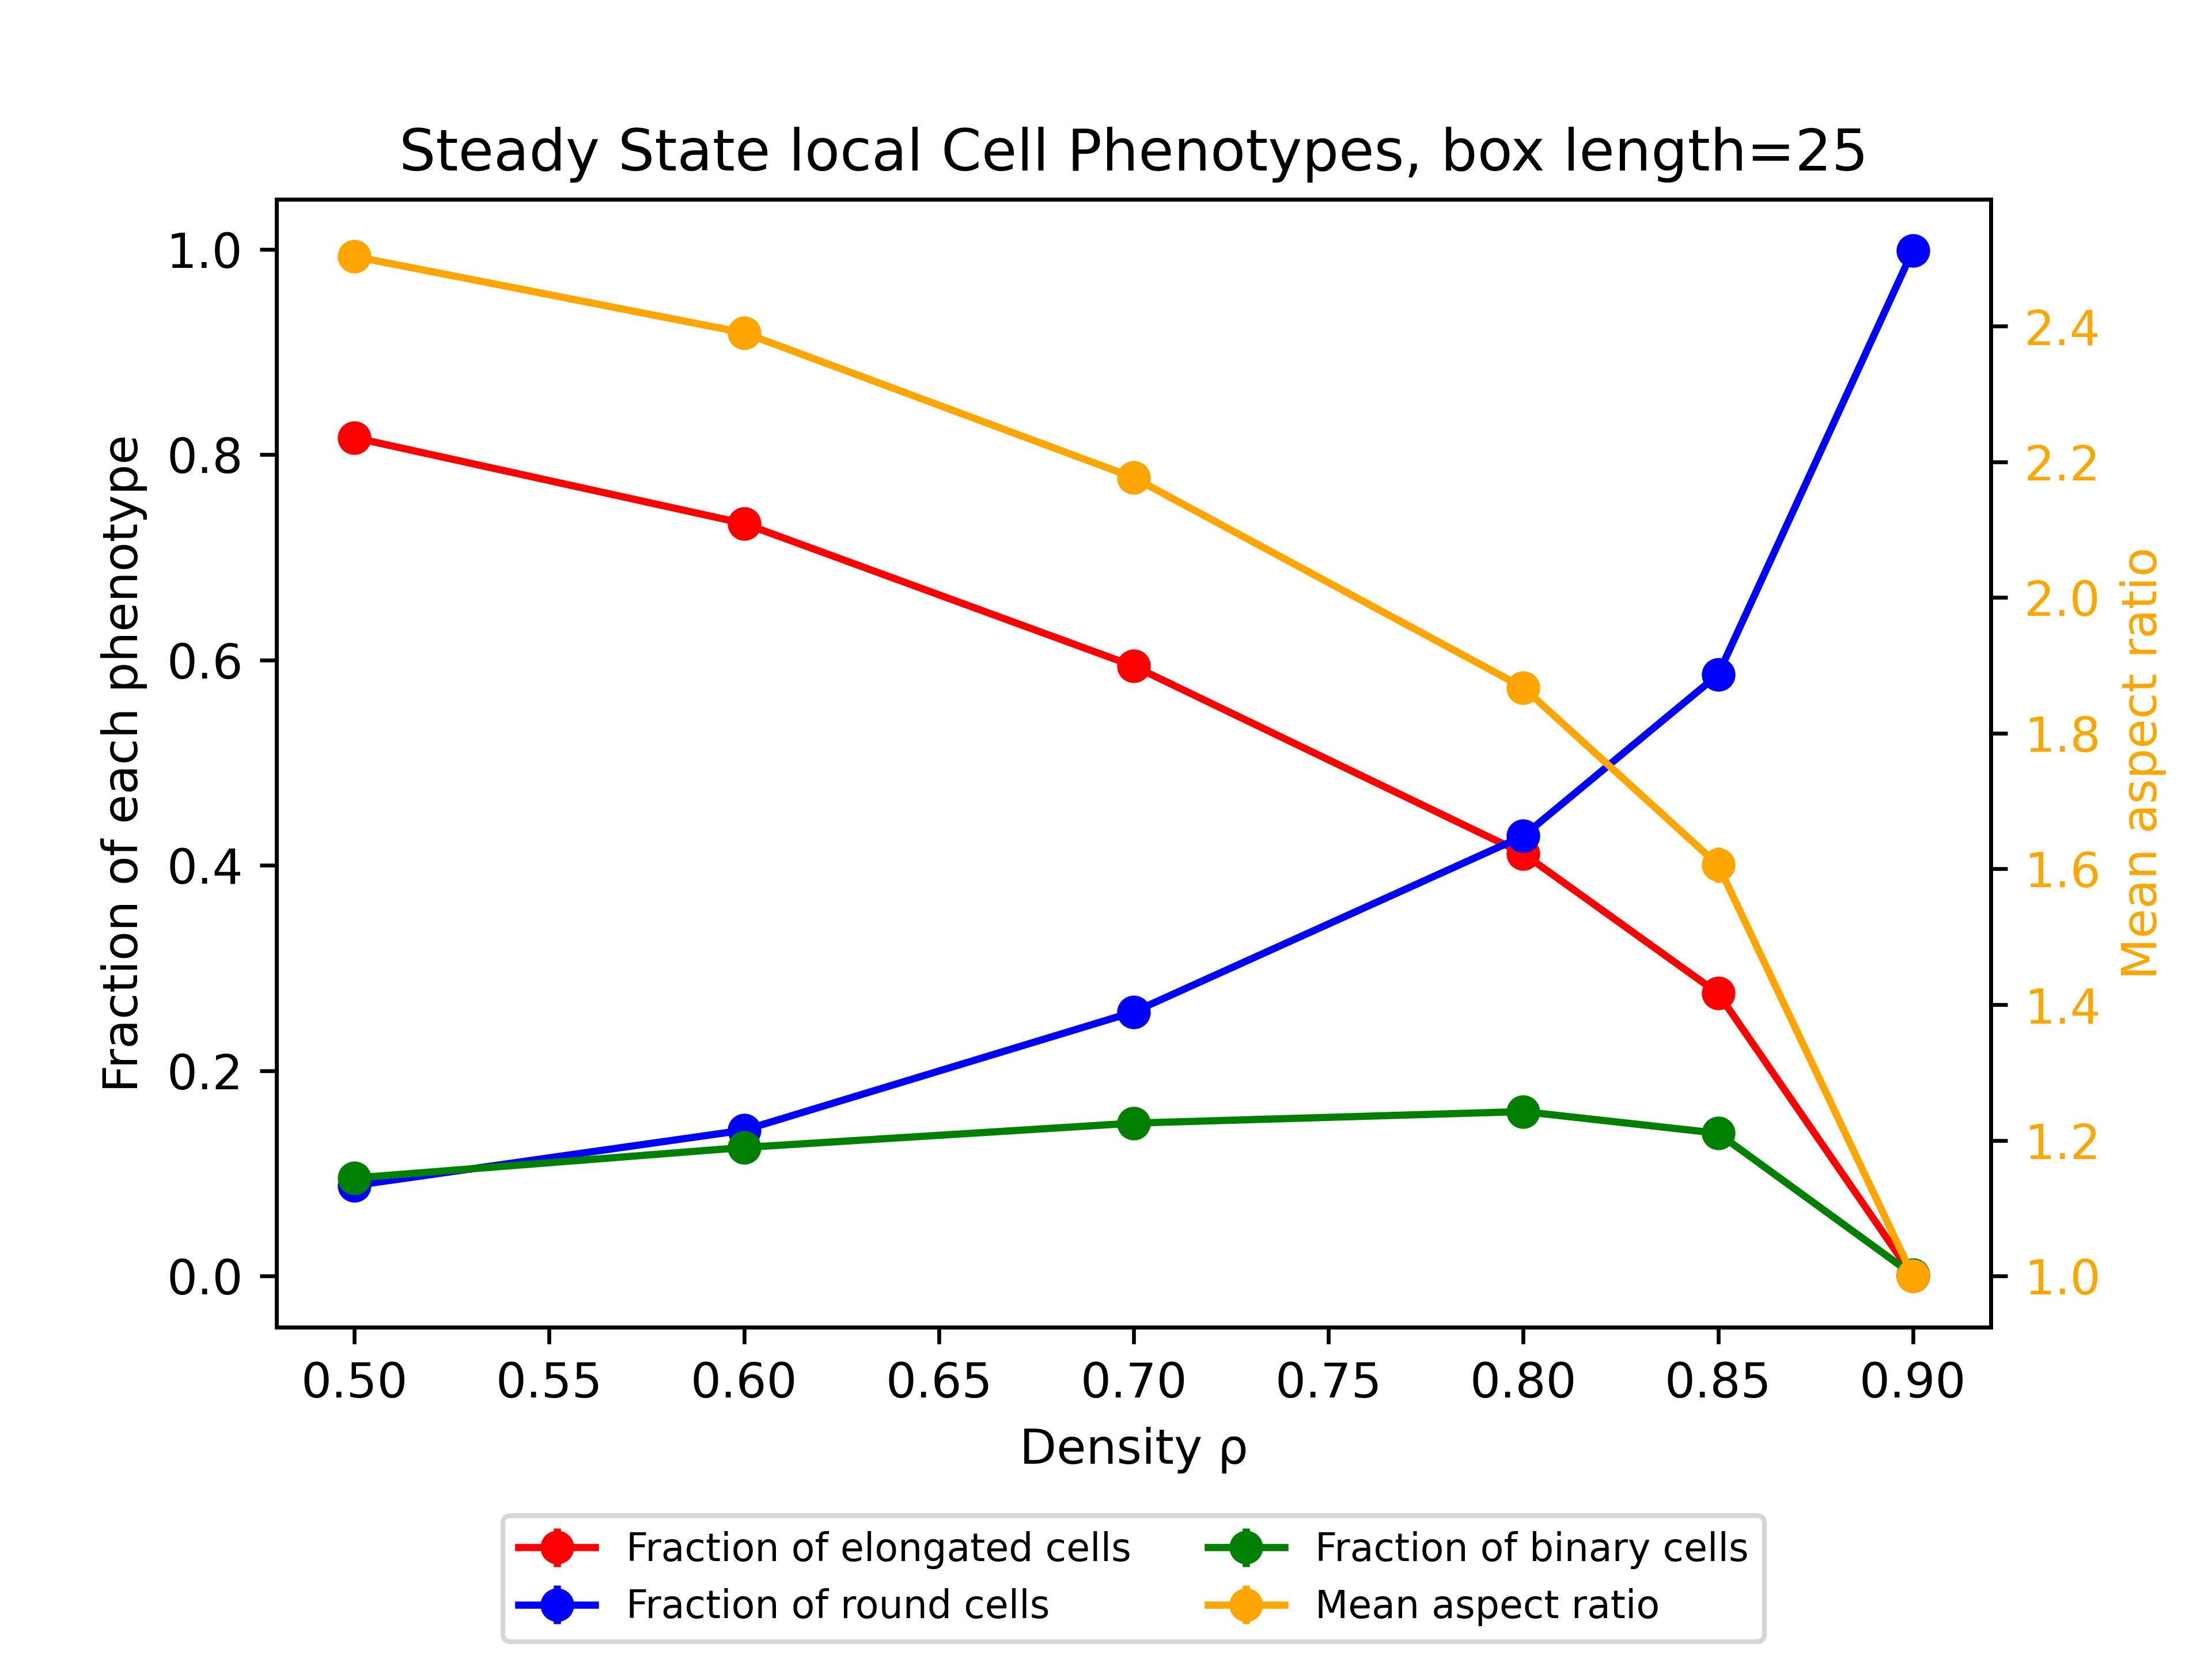 Steady State local Cell Phenotypes, box length=25
Fraction of each phenotype
1.0
0.8
0.6
0.4
0.2
0.0
2.4
2.2
2.0
1.8
1.6
1.4
1.2
1.0
Mean aspect ratio
0.50 0.55 0.60 0.65 0.70 0.75 0.80 0.85 0.90
Density ρ
Fraction of elongated cells
Fraction of round cells
Fraction of binary cells
Mean aspect ratio